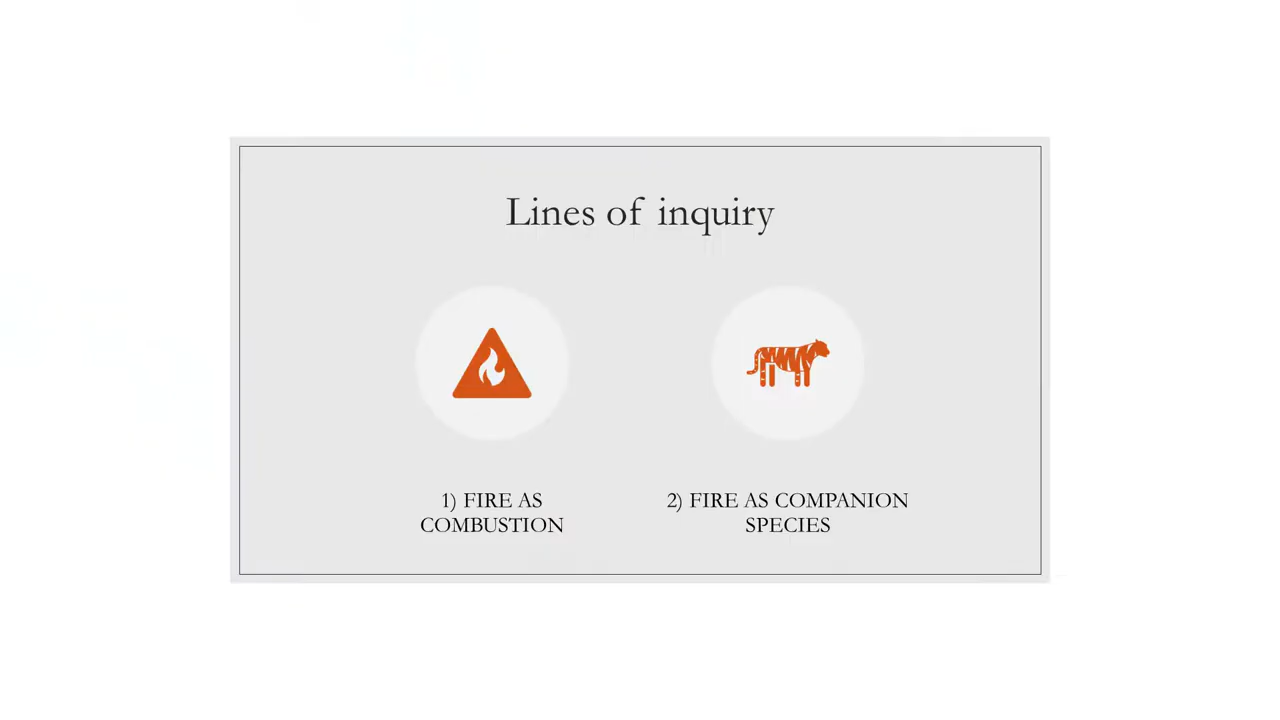 Lines of inquiry
1) FIRE AS
COMBUSTION
2) FIRE AS COMPANION
SPECIES